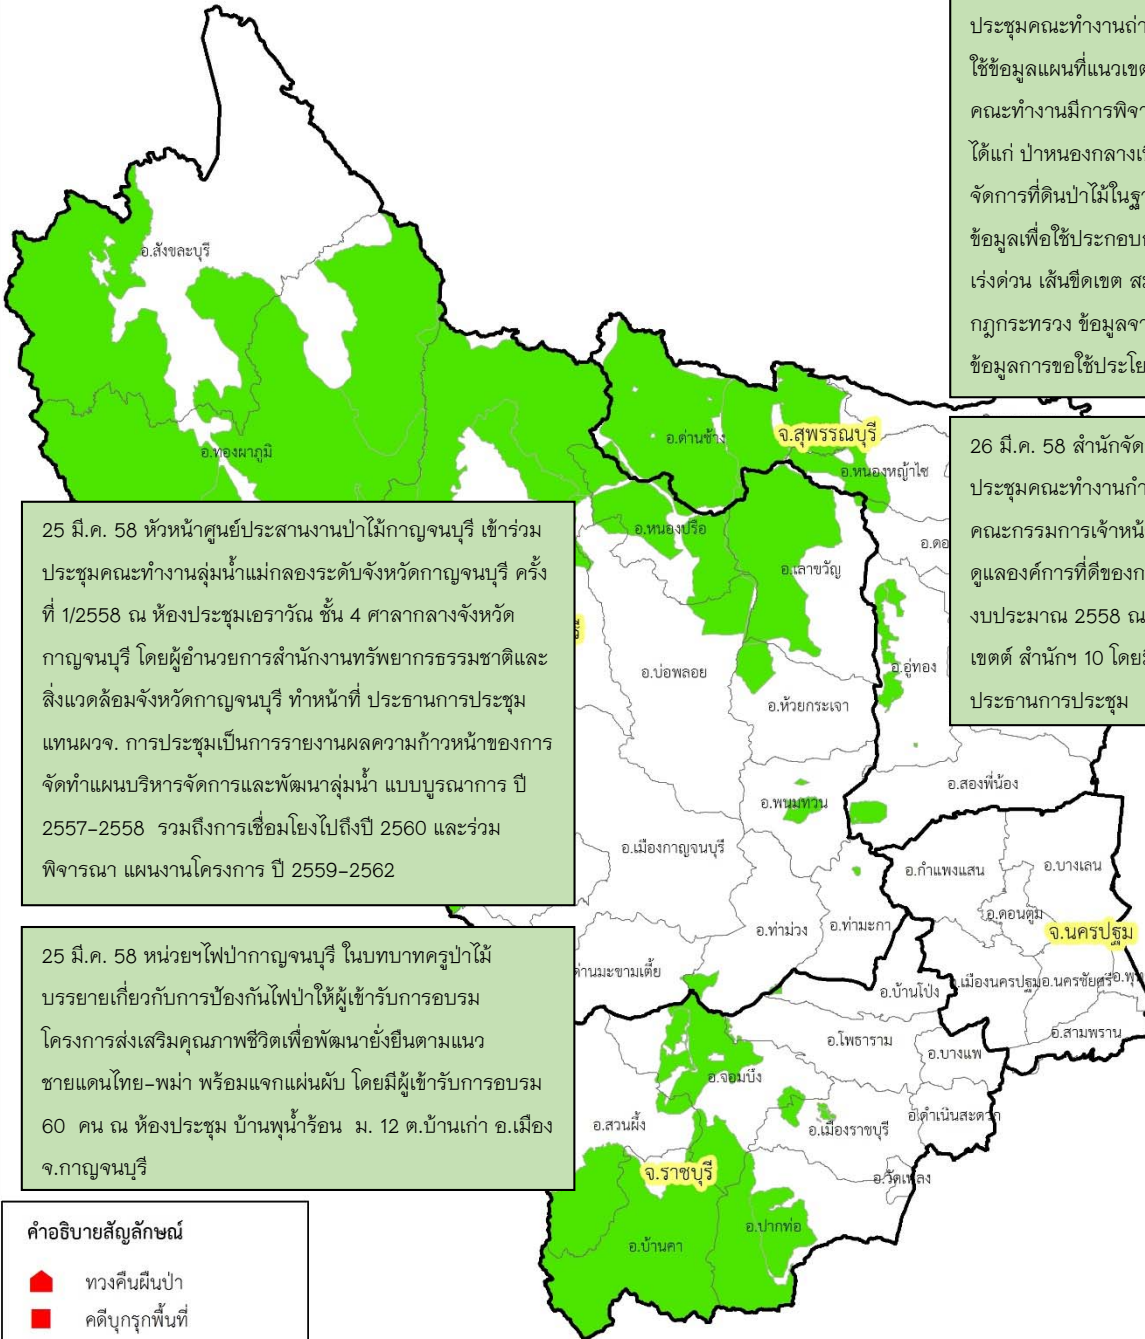 ประชุมคณะทำงานถ่า
ใช้ข้อมูลแผนที่แนวเขต
คณะทำงานมีการพิจา
ได้แก่ ป่าหนองกลางเ
จัดการที่ดินป่าไม้ในฐา
ข้อมูลเพื่อใช้ประกอบก
เร่งด่วน เส้นขีดเขต ส
กฎกระทรวง ข้อมูลจา
ข้อมูลการขอใช้ประโย
26 มี.ค. 58 สำนักจัด
ประชุมคณะทำงานกำ
คณะกรรมการเจ้าหน้
ดูแลองค์การที่ดีของก
งบประมาณ 2558 ณ
เขตต์ สำนักฯ 10 โดยมี
ประธานการประชุม
25 มี.ค. 58 หัวหน้าศูนย์ประสานงานป่าไม้กาญจนบุรี เข้าร่วม
ประชุมคณะทำงานลุ่มน้ำแม่กลองระดับจังหวัดกาญจนบุรี ครั้ง
ที่ 1/2558 ณ ห้องประชุมเอราวัณ ชั้น 4 ศาลากลางจังหวัด
กาญจนบุรี โดยผู้อำนวยการสำนักงานทรัพยากรธรรมชาติและ
สิ่งแวดล้อมจังหวัดกาญจนบุรี ทำหน้าที่ ประธานการประชุม
แทนผวจ. การประชุมเป็นการรายงานผลความก้าวหน้าของการ
จัดทำแผนบริหารจัดการและพัฒนาลุ่มน้ำ แบบบูรณาการ ปี
2557-2558 รวมถึงการเชื่อมโยงไปถึงปี 2560 และร่วม
พิจารณา แผนงานโครงการ ปี 2559-2562
25 มี.ค. 58 หน่วยฯไฟป่ากาญจนบุรี ในบทบาทครูป่าไม้
บรรยายเกี่ยวกับการป้องกันไฟป่าให้ผู้เข้ารับการอบรม
โครงการส่งเสริมคุณภาพชีวิตเพื่อพัฒนายั่งยืนตามแนว
ชายแดนไทย-พม่า พร้อมแจกแผ่นผับ โดยมีผู้เข้ารับการอบรม
60 คน ณ ห้องประชุม บ้านพุน้ำร้อน ม. 12 ต.บ้านเก่า อ.เมือง
จ.กาญจนบุรี
อ.สังขละบุรี
อ.ทองผาภูมิ
อ.ด่านช้าง
จ.สุพรรณบุรี
อ.หนองหญ้าไซ
อ.หนองปรือ
อ.ดอ
อ.เลาขวัญ
อ.บ่อพลอย
อ.อู่ทอง
อ.ห้วยกระเจา
อ.สองพี่น้อง
อ.พนมทวน
อ.เมืองกาญจนบุรี
อ.กำแพงแสน
อ.บางเลน
อ.ดอนตูม
อ.ท่าม่วง
อ.ท่ามะกา
จ.นครปฐม
ด่านมะขามเตี้ย
อ.บ้านโป่ง
เมืองนครปฐม
อ.นครชัยศรี
อ.พุ
อ.โพธาราม
อ.บางแพ
อ.สามพราน
อ.จอมบึง
อ.สวนผึ้ง
อ.เมืองราชบุรี
อ.ดำเนินสะดวก
จ.ราชบุรี
อ.วัดเพลง
อ.ปากท่อ
อ.บ้านคา
คำอธิบายสัญลักษณ์
ทวงคืนผืนป่า
คดีบุกรุกพื้นที่